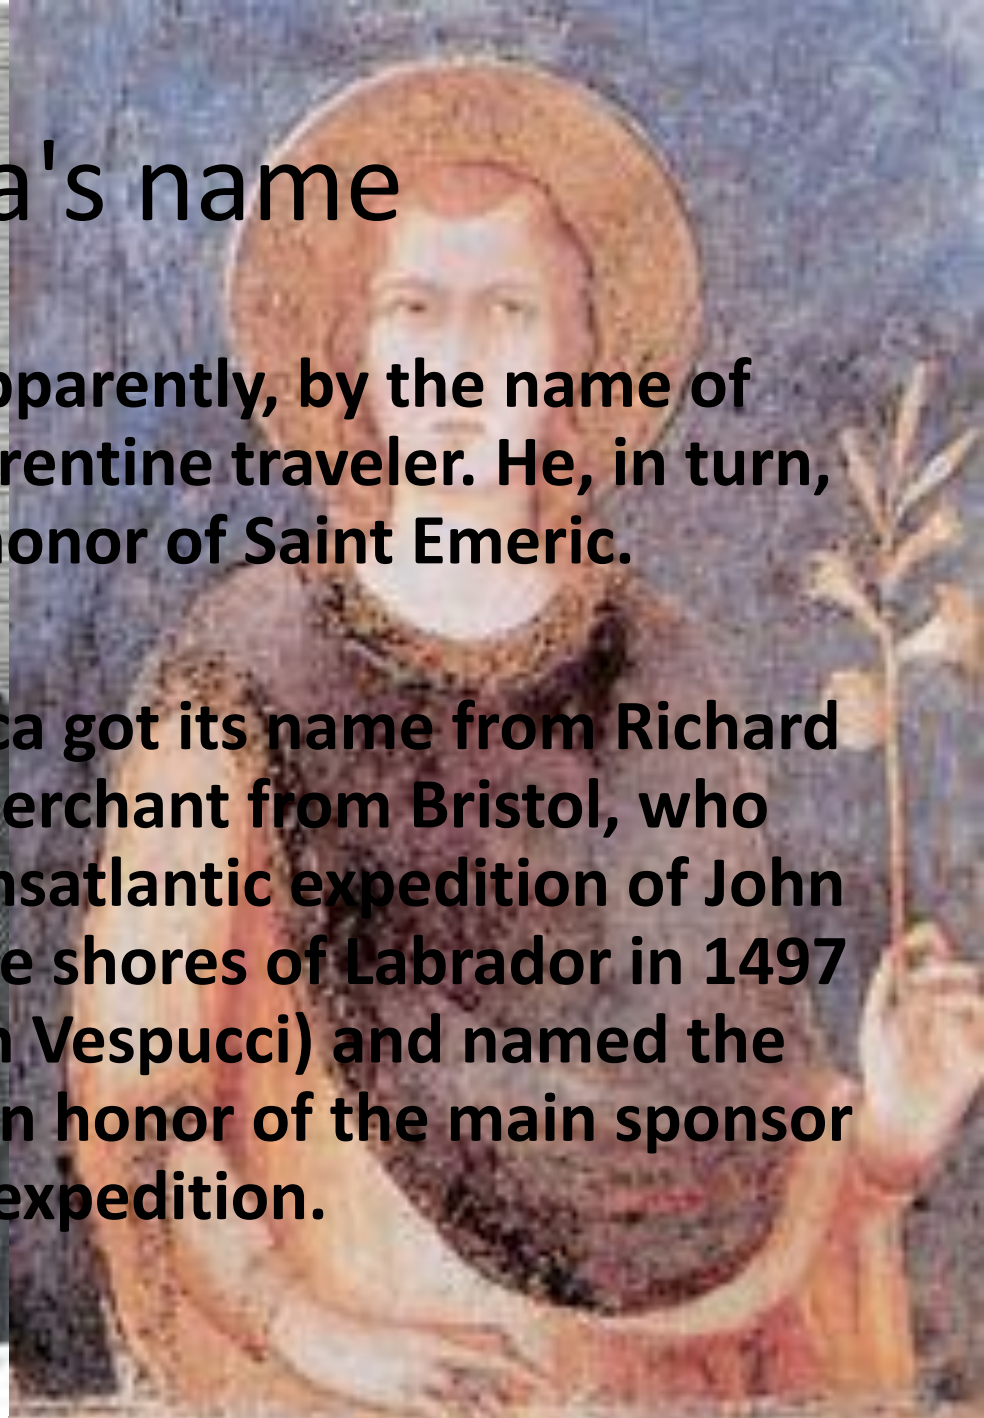 a's name
pparently, by the name of
rentine traveler. He, in turn,
honor of Saint Emeric.
ca got its name from Richard
erchant from Bristol, who
nsatlantic expedition of John
e shores of Labrador in 1497
n Vespucci) and named the
n honor of the main sponsor
expedition.